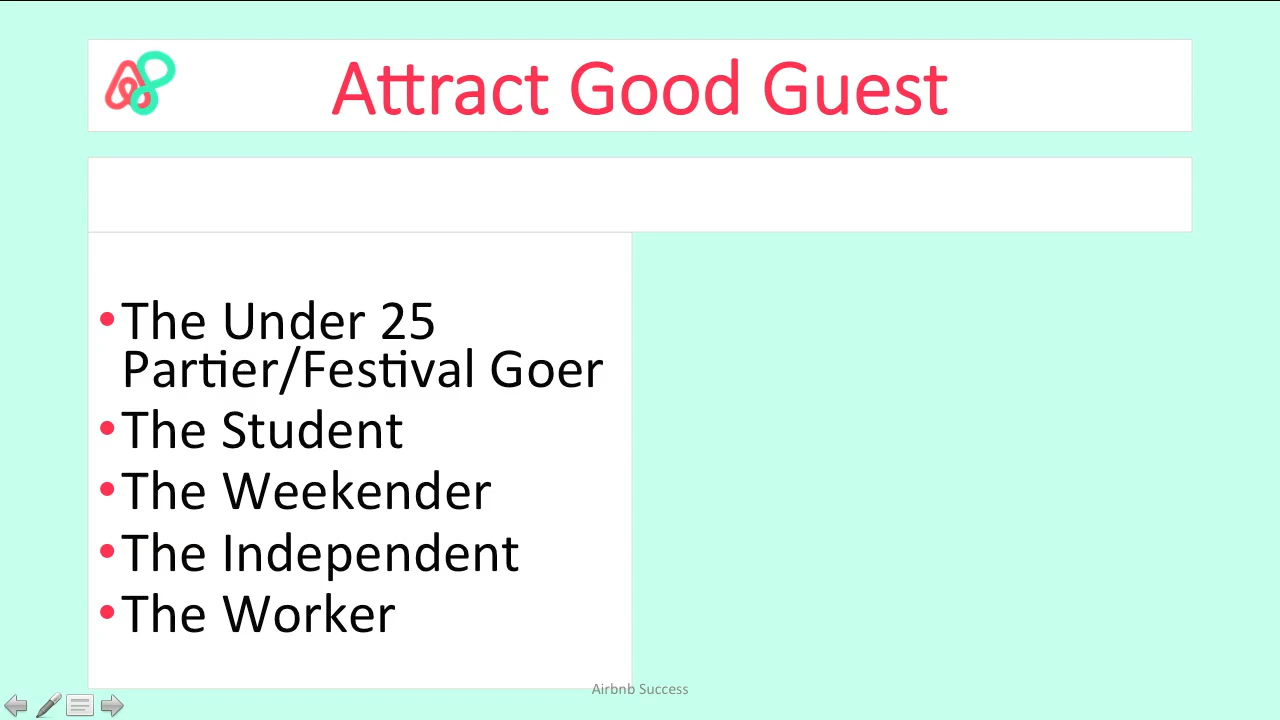 Attract Good Guest
•The Under 25
Partier/Festival Goer
•The Student
•The Weekender
•The Independent
•The Worker
Airbnb Success